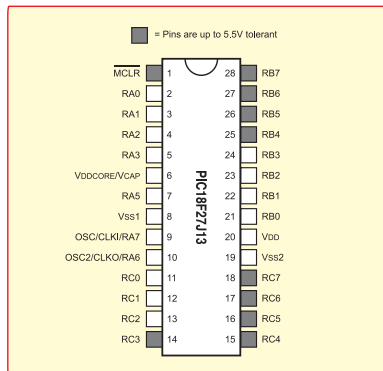 = Pins are up to 5.5V tolerant
MCLR 1 28 RB7
RA0 2 27 RB6
RA1 3 26 RB5
RA2 4 25 RB4
RA3 5 24 RB3
VDDCORE/VCAP 6 23 RB2
RA5 7 22 RB1
VSS1 8 21 RB0
OSC/CLKI/RA7 9 20 VDD
OSC2/CLKO/RA6 10 19 VSS2
RC0 11 18 RC7
RC1 12 17 RC6
RC2 13 16 RC5
RC3 14 15 RC4
PIC18F27J13